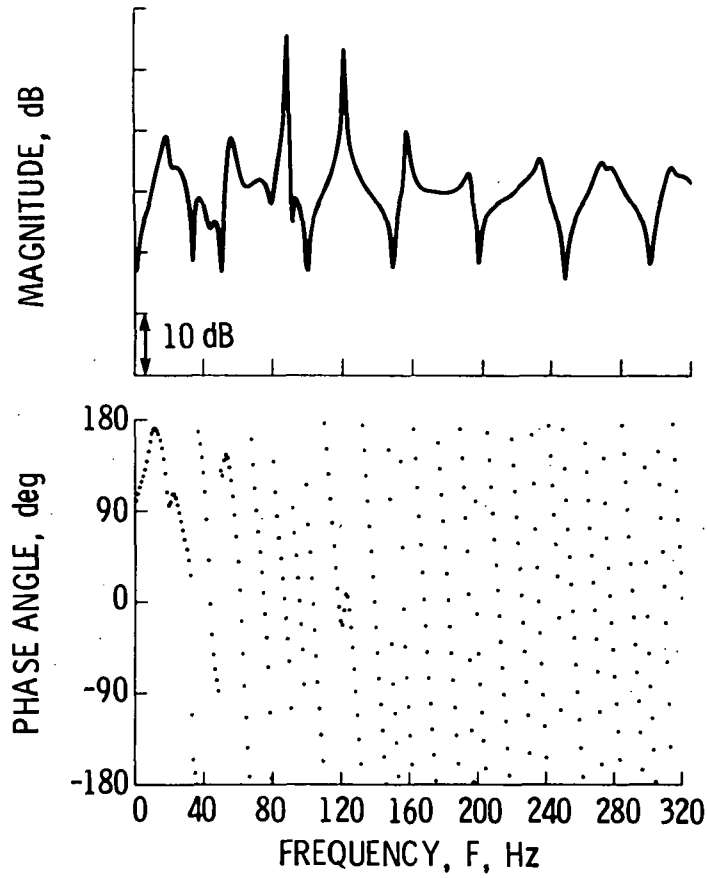 MAGNITUDE, dB
10 dB
PHASE ANGLE, deg
180
90
0
-90
-180
0 40 80 120 160 200 240 280 320
FREQUENCY, F, Hz